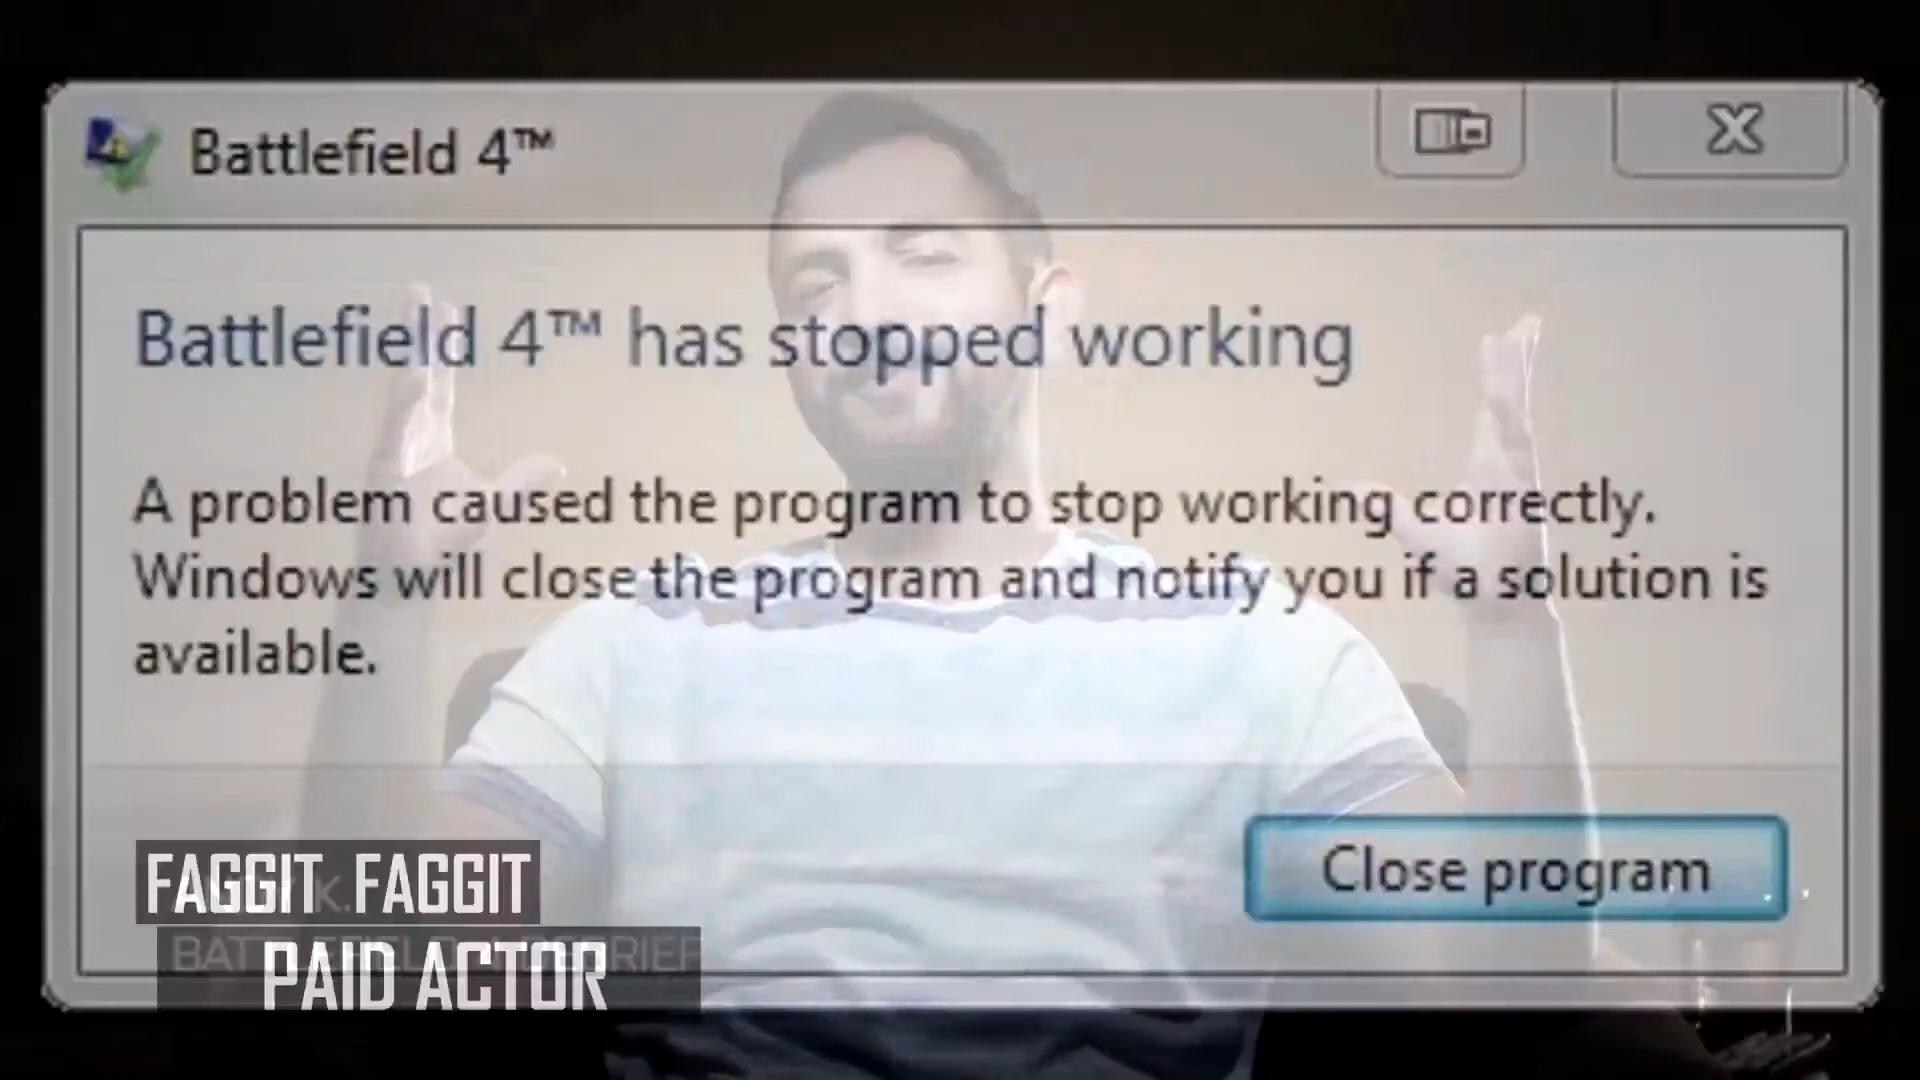 Battlefield 4™
Battlefield 4™ has stopped working
A problem caused the program to stop working correctly.
Windows will close the program and notify you if a solution is
available.
Close program
FAGGIT FAGGIT
K.
PAID ACTOR